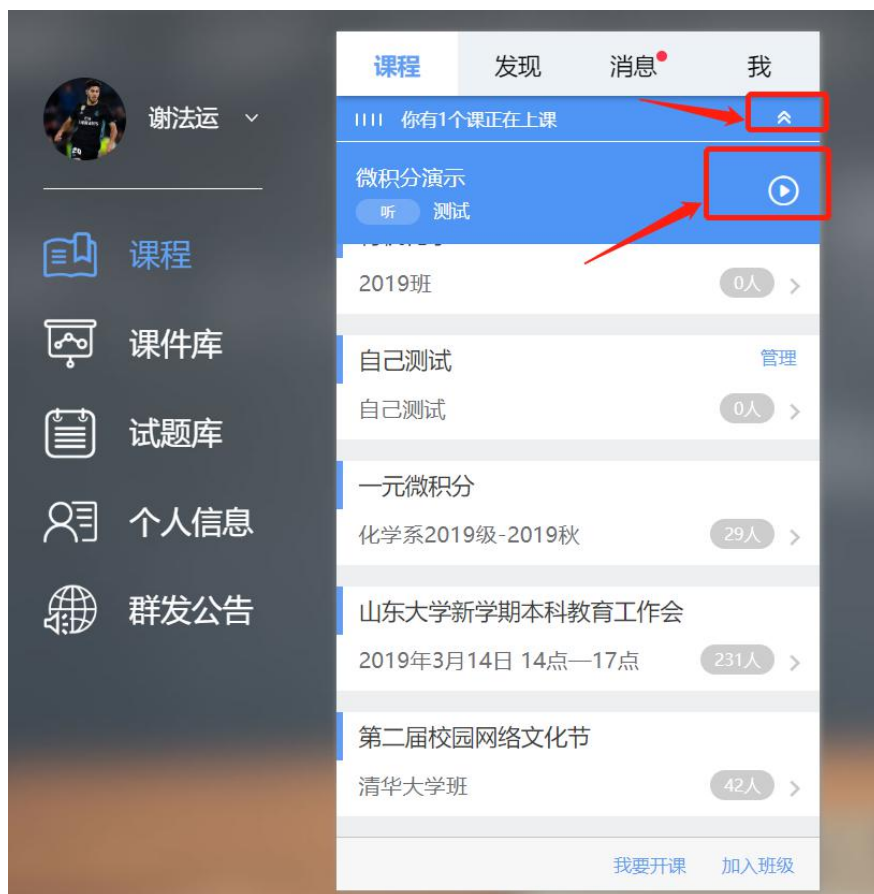 谢法运
课程
课件库
试题库
个人信息
群发公告
课程 发现 消息 我
你有1个课正在上课
微积分演示
听 测试
2019班 0人
自己测试 管理
自己测试 0人
一元微积分
化学系2019级-2019秋 29人
山东大学新学期本科教育工作会
2019年3月14日 14点—17点 231人
第二届校园网络文化节
清华大学班 42人
我要开课 加入班级